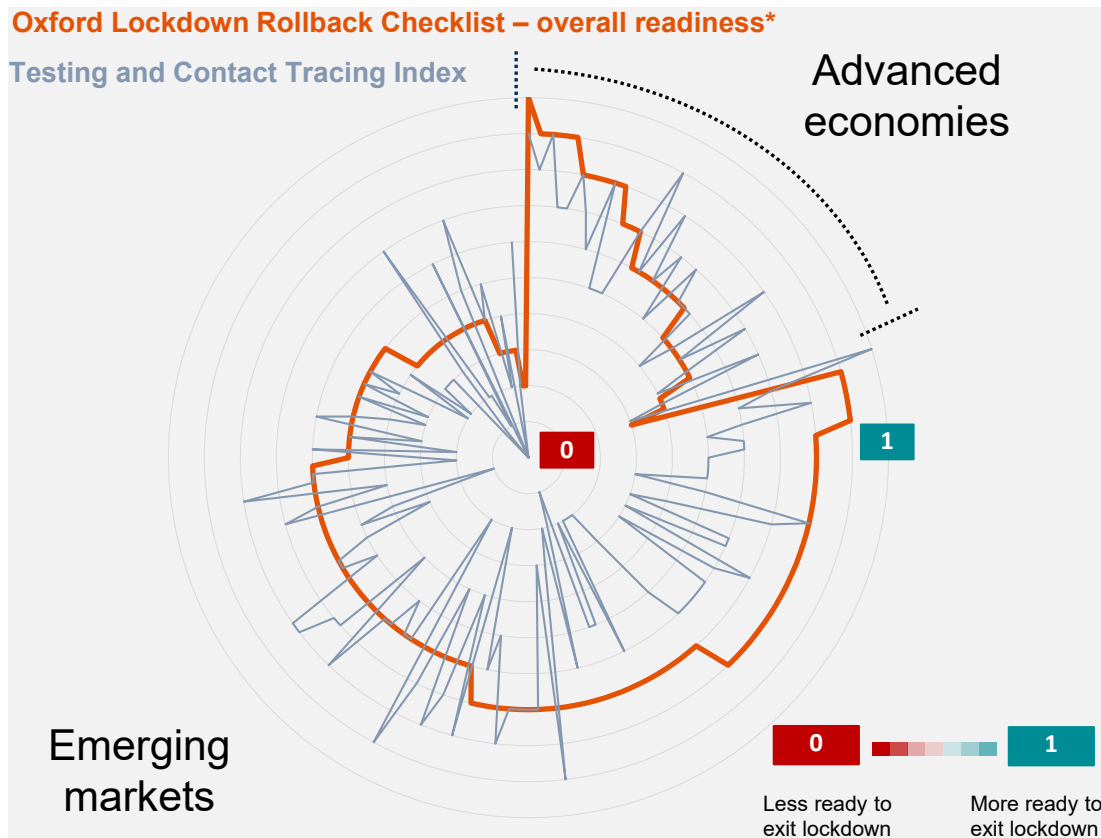 Oxford Lockdown Rollback Checklist – overall readiness*
Testing and Contact Tracing Index
Advanced
economies
0
1
Emerging
markets
0
1
Less ready to
exit lockdown
More ready to
exit lockdown